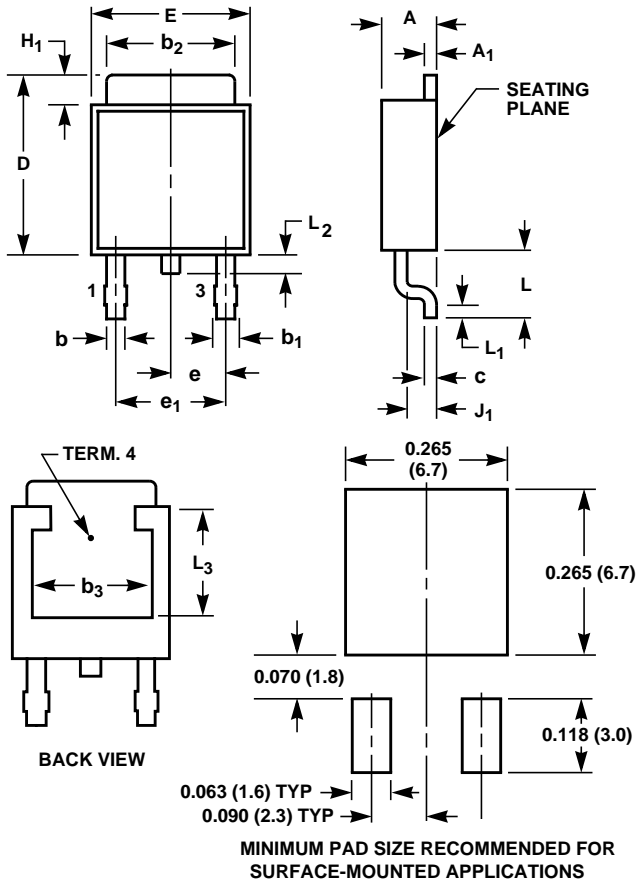 E
b2
H1
D
L2
1
3
b
b1
e
e1
A
A1
SEATING
PLANE
L
L1
c
J1
TERM. 4
b3
L3
BACK VIEW
0.265
(6.7)
0.265 (6.7)
0.070 (1.8)
0.118 (3.0)
0.063 (1.6) TYP
0.090 (2.3) TYP
MINIMUM PAD SIZE RECOMMENDED FOR
SURFACE-MOUNTED APPLICATIONS